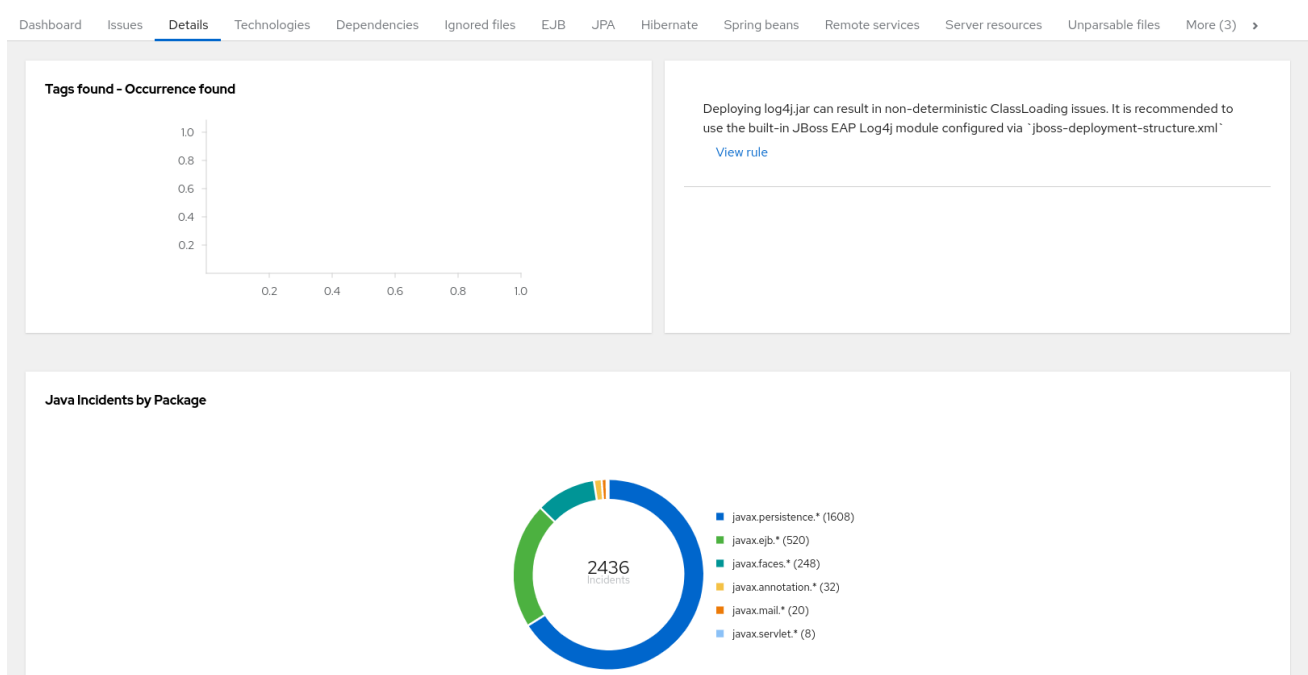 Dashboard Issues Details Technologies Dependencies Ignored files EJB JPA Hibernate Spring beans Remote services Server resources Unparsable files More (3)
Tags found - Occurrence found
1.0
0.8
0.6
0.4
0.2
0.2 0.4 0.6 0.8 1.0
Deploying log4j.jar can result in non-deterministic ClassLoading issues. It is recommended to
use the built-in JBoss EAP Log4j module configured via `jboss-deployment-structure.xml`
View rule
Java Incidents by Package
2436
Incidents
javax.persistence.* (1608)
javax.ejb.* (520)
javax.faces.* (248)
javax.annotation.* (32)
javax.mail.* (20)
javax.servlet.* (8)